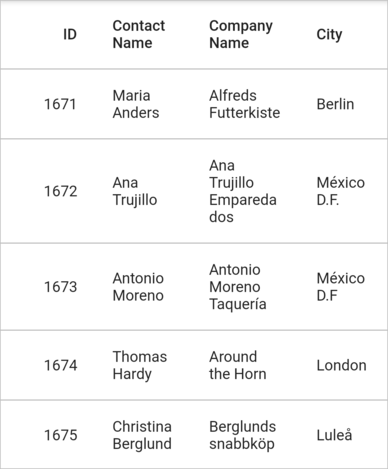 ID Contact Name Company Name City
1671 Maria Anders Alfreds Futterkiste Berlin
1672 Ana Trujillo Ana Trujillo Empareda dos México D.F.
1673 Antonio Moreno Antonio Moreno Taquería México D.F
1674 Thomas Hardy Around the Horn London
1675 Christina Berglund Berglunds snabbköp Luleå